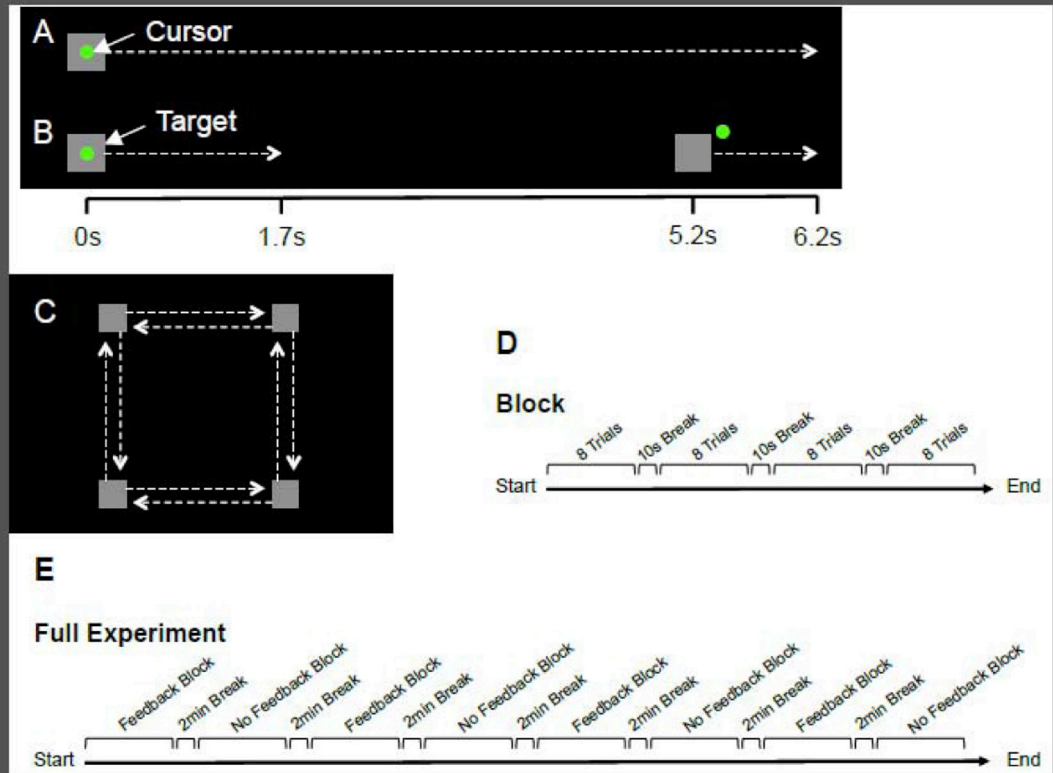 A
Cursor
B
Target
0s 1.7s 5.2s 6.2s
C
D
Block
8 Trials 10s Break 8 Trials 10s Break 8 Trials 10s Break 8 Trials
Start End
E
Full Experiment
Feedback Block 2min Break No Feedback Block 2min Break Feedback Block 2min Break No Feedback Block 2min Break Feedback Block 2min Break No Feedback Block 2min Break Feedback Block 2min Break No Feedback Block
Start End